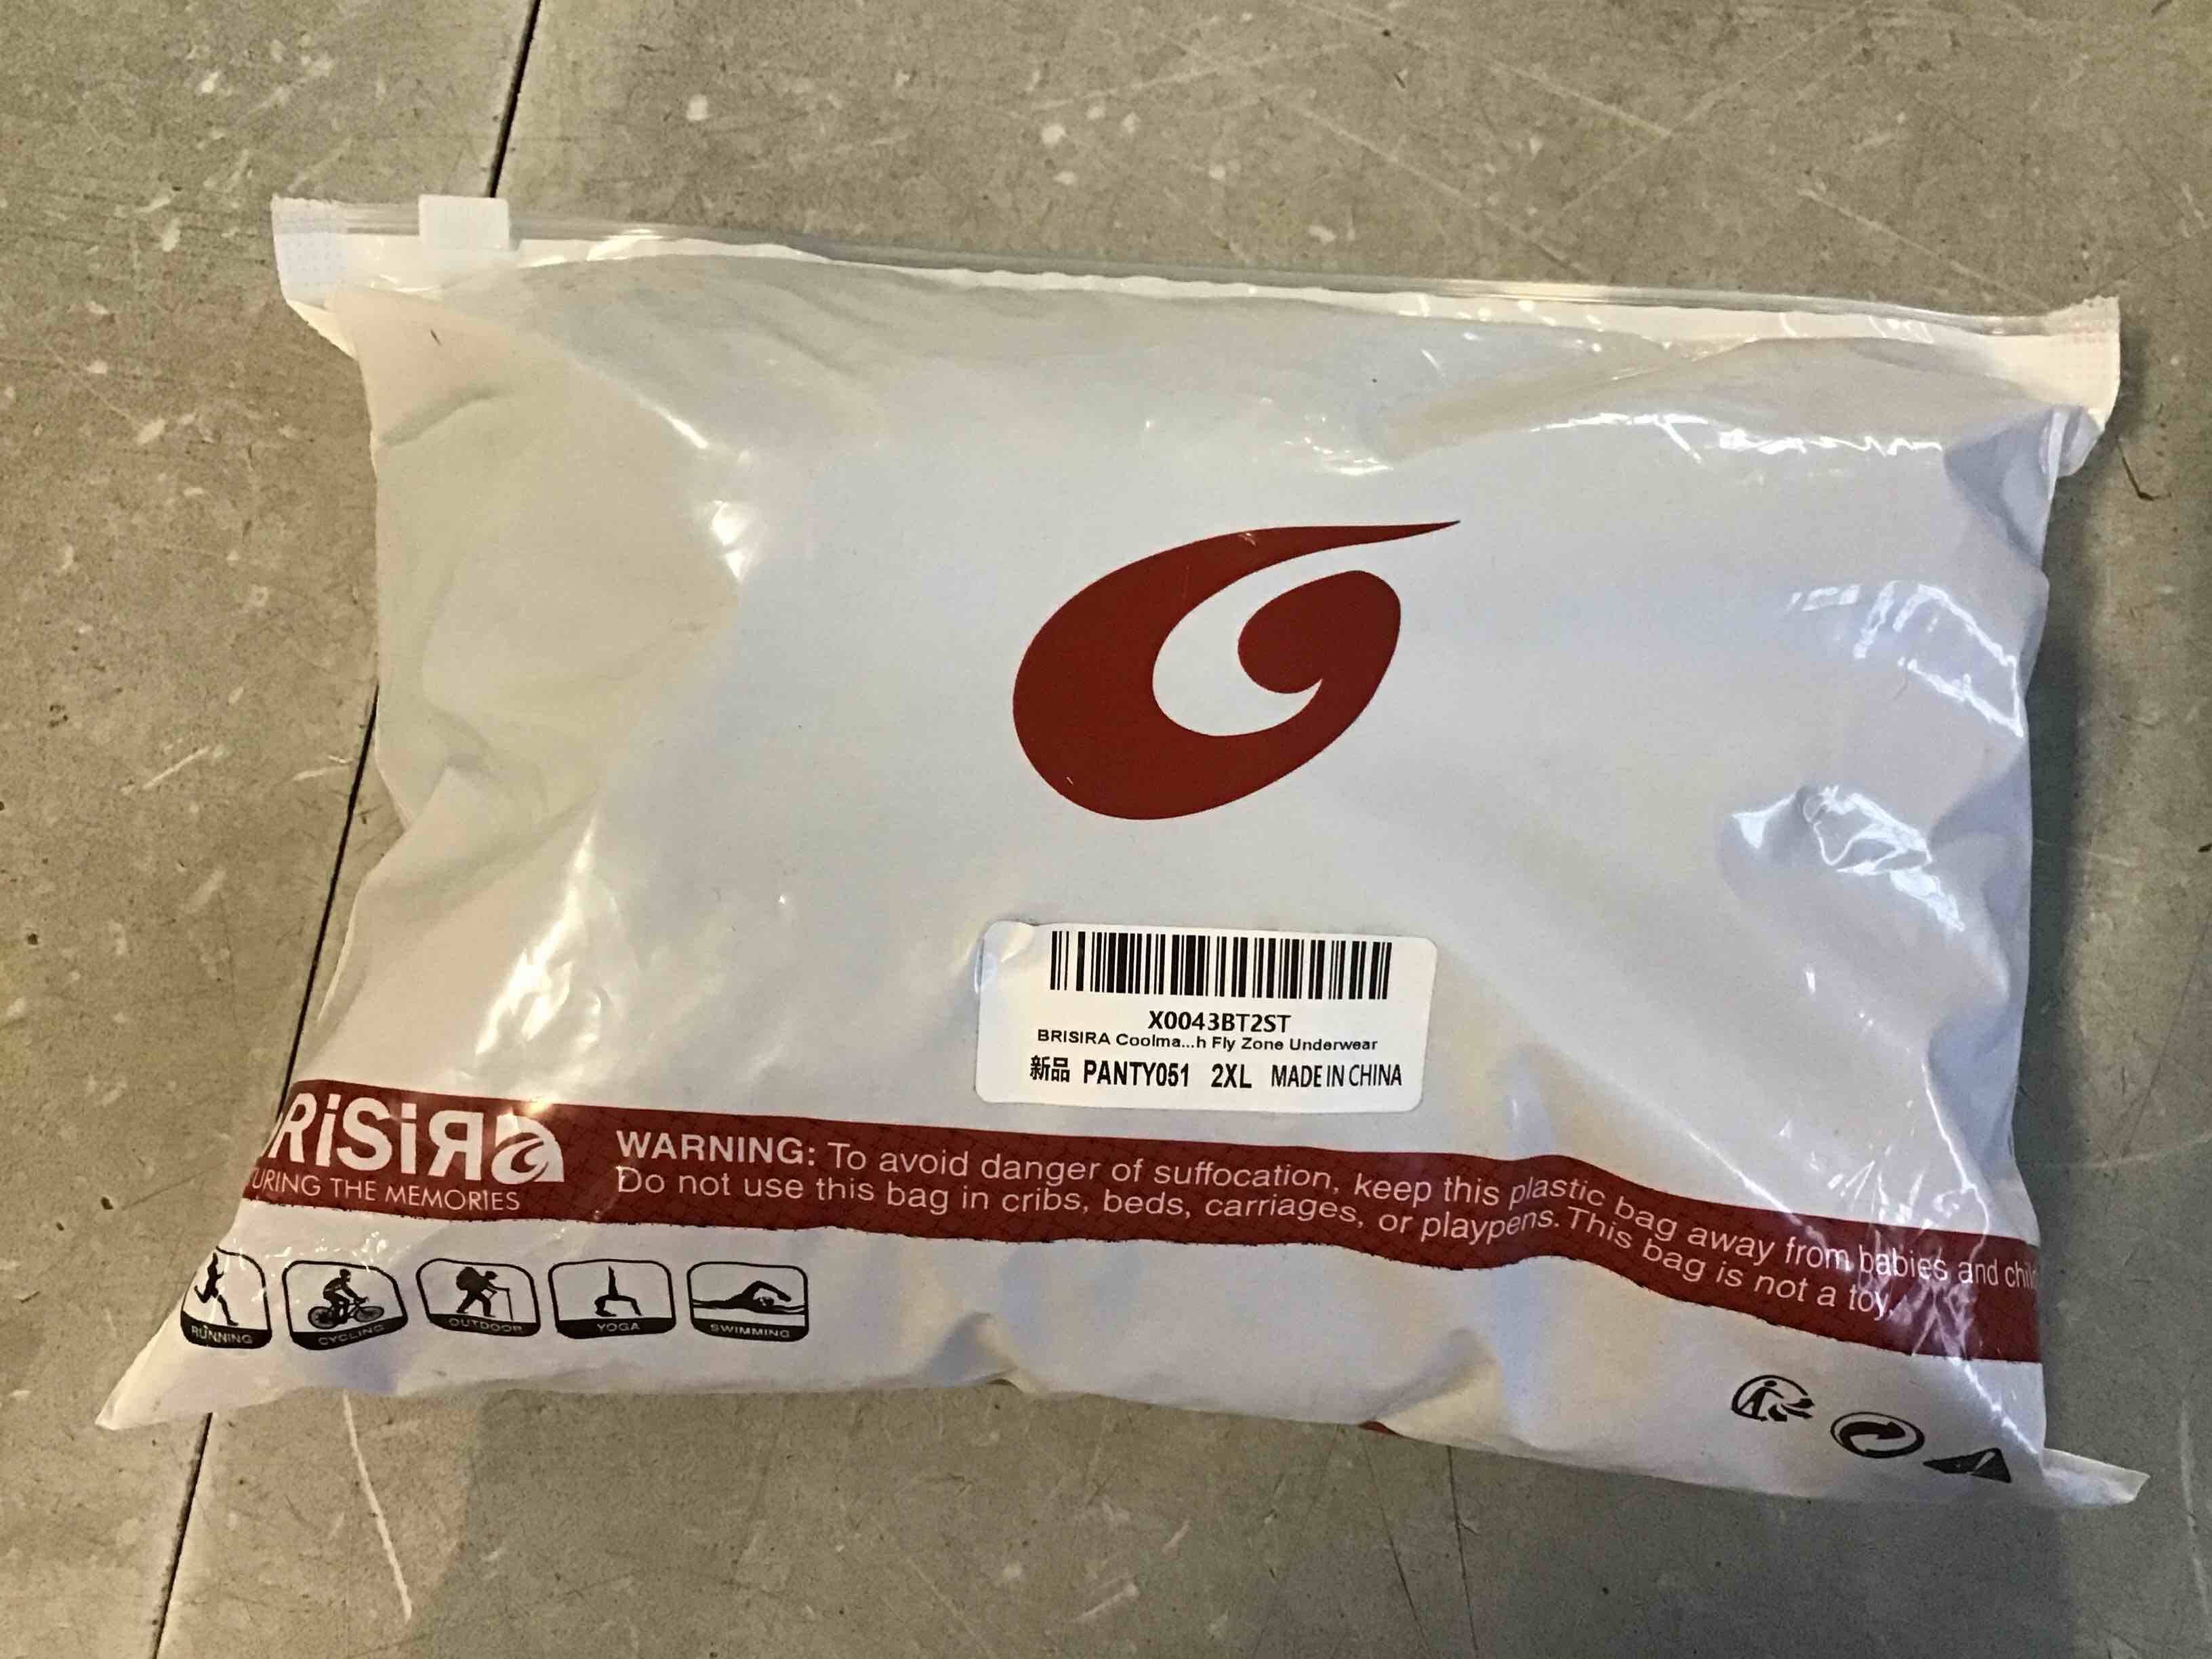 X0043BT2ST
BRISIRA Coolma...h Fly Zone Underwear
新品 PANTY051 2XL MADE IN CHINA
RiSiRa
URING THE MEMORIES
WARNING: To avoid danger of suffocation, keep this plastic bag away from babies and chil
Do not use this bag in cribs, beds, carriages, or playpens. This bag is not a toy.
RUNNING
CYCLING
OUTDOOR
YOGA
SWIMMING